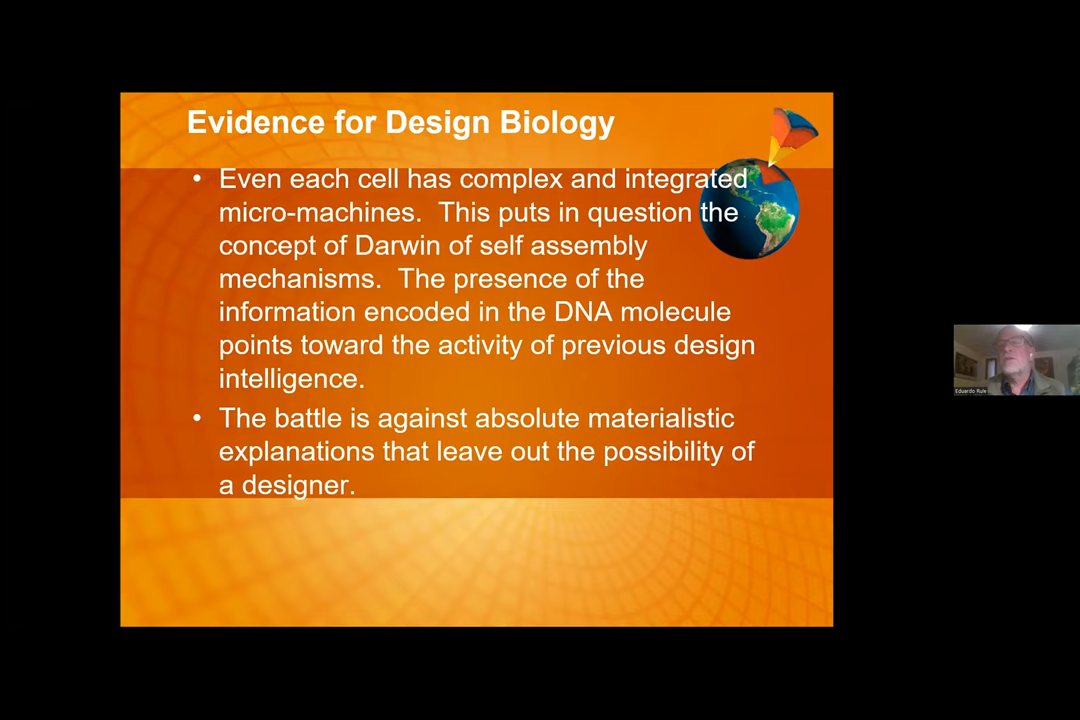 Evidence for Design Biology
• Even each cell has complex and integrated
micro-machines.  This puts in question the
concept of Darwin of self assembly
mechanisms.  The presence of the
information encoded in the DNA molecule
points toward the activity of previous design
intelligence.
• The battle is against absolute materialistic
explanations that leave out the possibility of
a designer.
Eduardo Rule